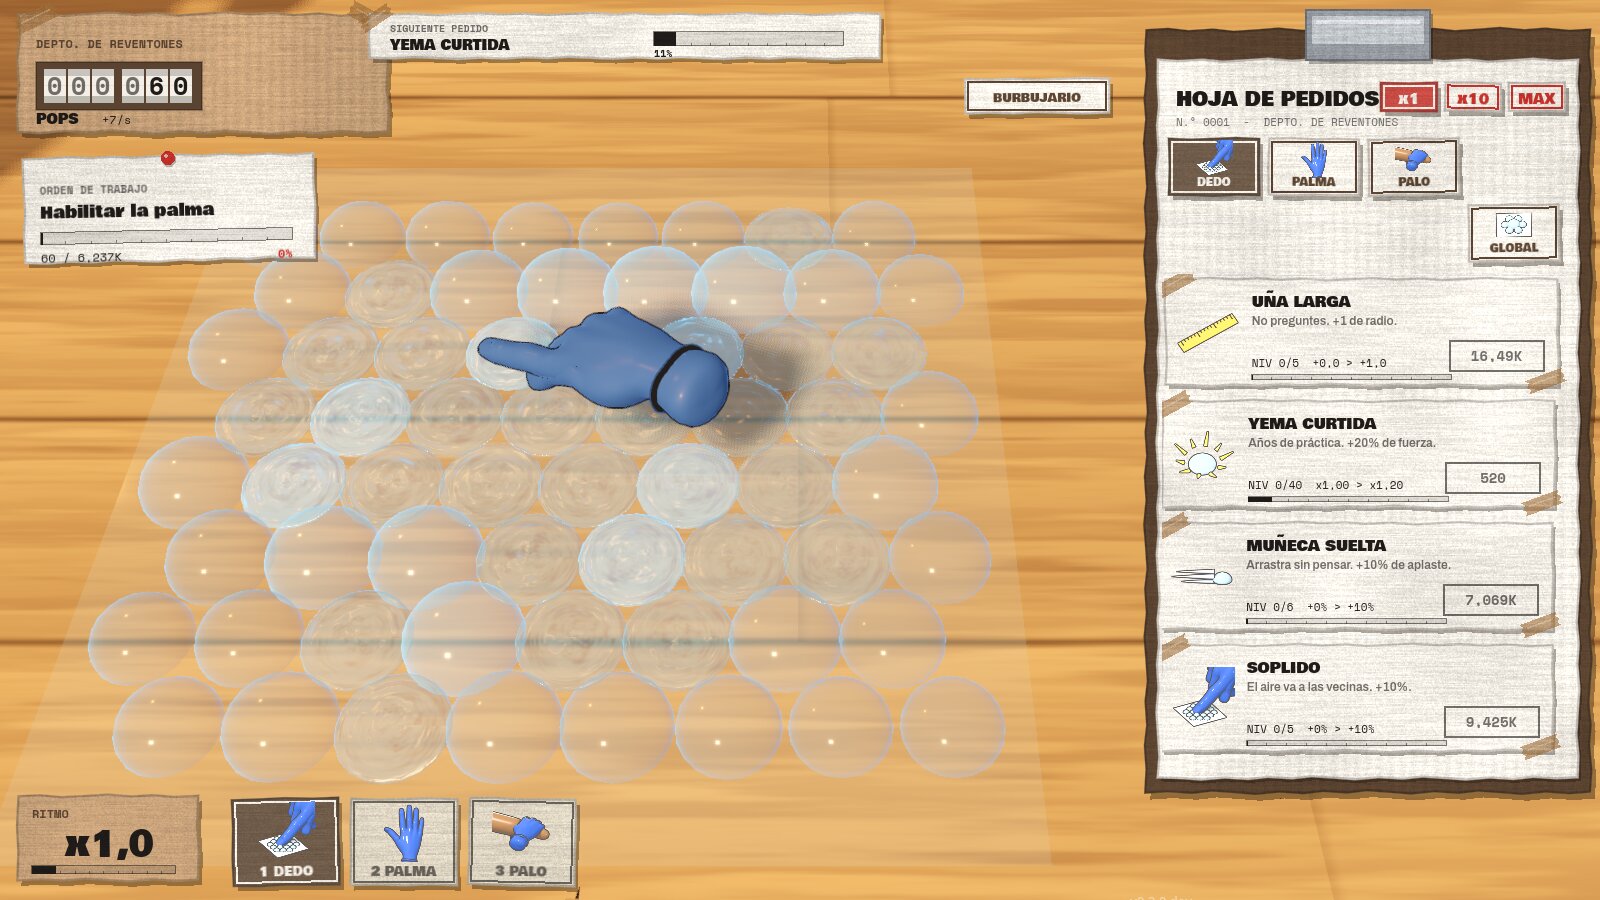 DEPTO. DE REVENTONES
000 060
POPS +7/s
SIGUIENTE PEDIDO
YEMA CURTIDA
11%
BURBUJARIO
ORDEN DE TRABAJO
Habilitar la palma
60 / 6,237K 0%
HOJA DE PEDIDOS x1 x10 MAX
N.° 0001 - DEPTO. DE REVENTONES
DEDO PALMA PALO
GLOBAL
UÑA LARGA
No preguntes. +1 de radio.
NIV 0/5 +0,0 > +1,0
16,49K
YEMA CURTIDA
Años de práctica. +20% de fuerza.
NIV 0/40 x1,00 > x1,20
520
MUÑECA SUELTA
Arrastra sin pensar. +10% de aplaste.
NIV 0/6 +0% > +10%
7,069K
SOPLIDO
El aire va a las vecinas. +10%.
NIV 0/5 +0% > +10%
9,425K
RITMO
x1,0
1 DEDO 2 PALMA 3 PALO